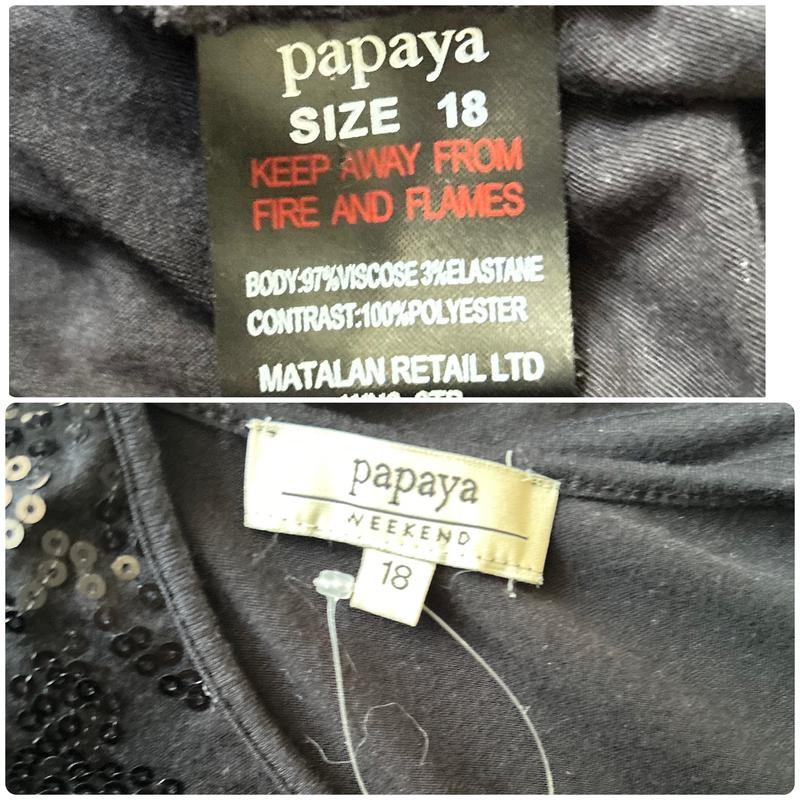 papaya
SIZE 18
KEEP AWAY FROM
FIRE AND FLAMES
BODY:97%VISCOSE 3%ELASTANE
CONTRAST:100%POLYESTER
MATALAN RETAIL LTD
papaya
WEEKEND
18